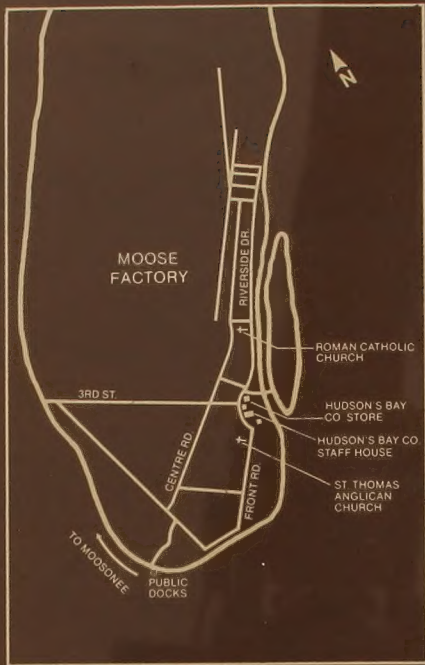 N
MOOSE
FACTORY
RIVERSIDE DR.
ROMAN CATHOLIC
CHURCH
3RD ST.
HUDSON'S BAY
CO STORE
HUDSON'S BAY CO.
STAFF HOUSE
CENTRE RD.
FRONT RD.
ST THOMAS
ANGLICAN
CHURCH
TO MOOSONEE
PUBLIC
DOCKS